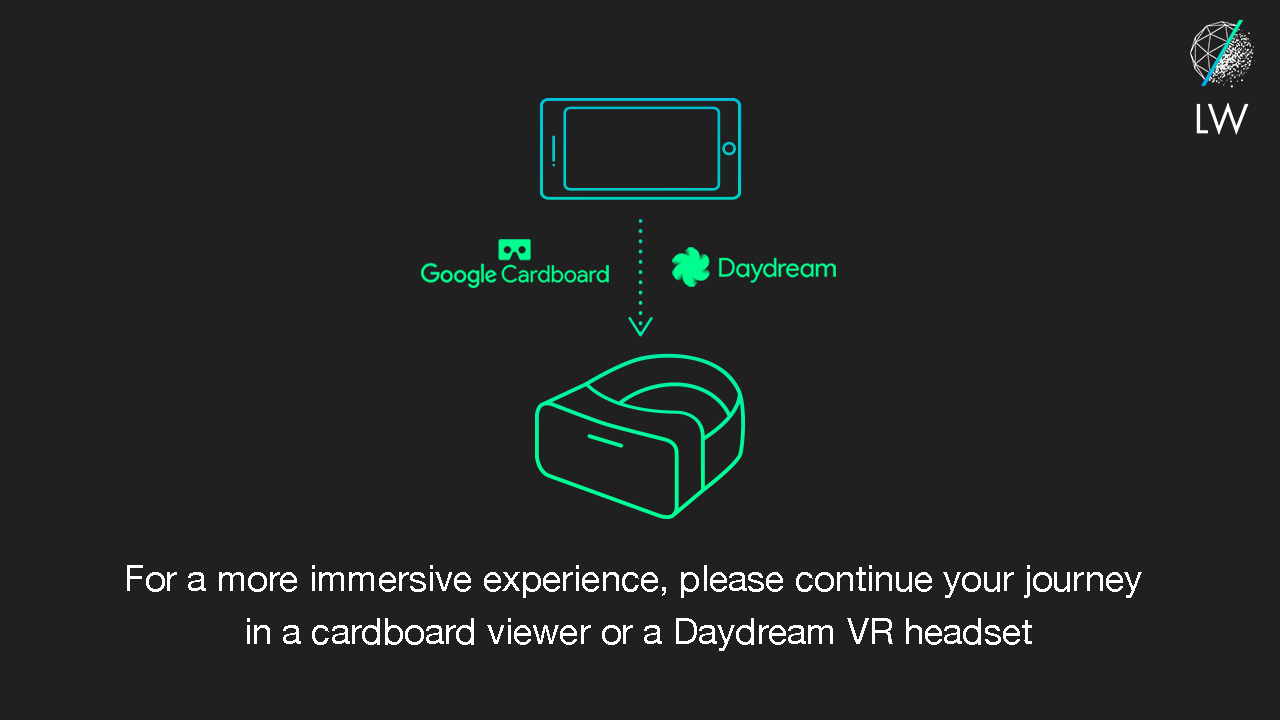 LW
Google Cardboard
Daydream
For a more immersive experience, please continue your journey
in a cardboard viewer or a Daydream VR headset